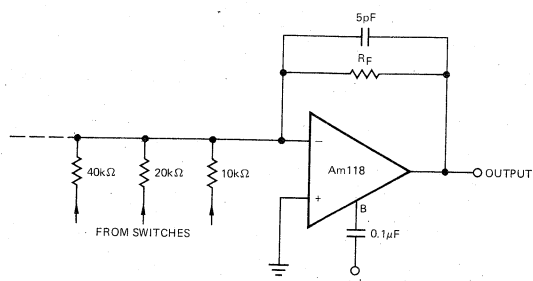 5pF
RF
40kΩ
20kΩ
10kΩ
−
+
Am118
B
OUTPUT
0.1μF
FROM SWITCHES